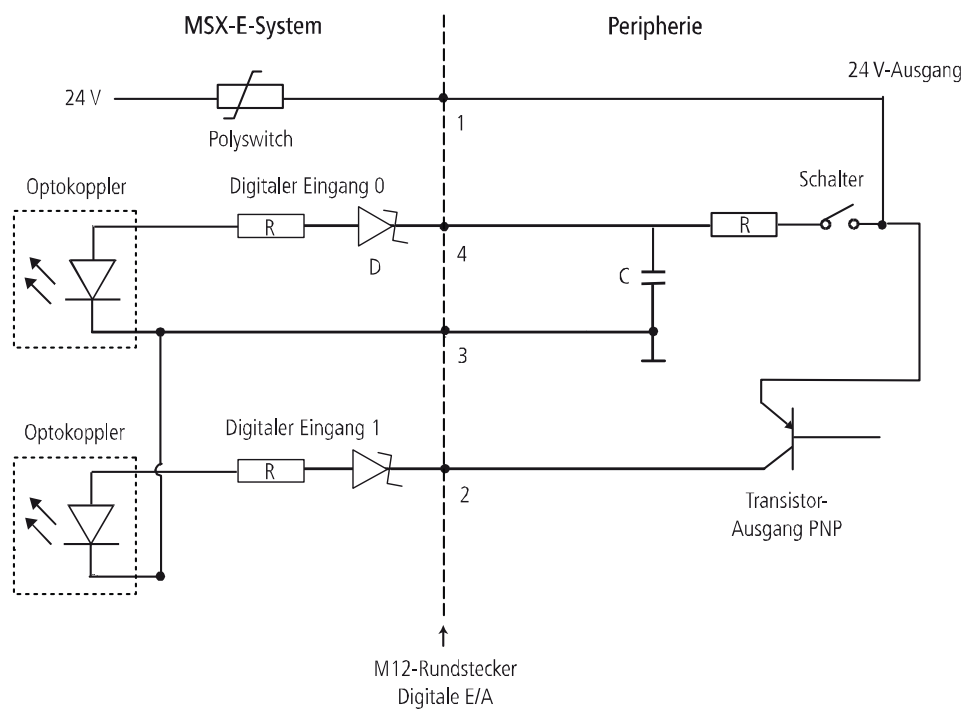 MSX-E-System
Peripherie
24 V-Ausgang
24 V
1
Polyswitch
Optokoppler
Digitaler Eingang 0
Schalter
R
R
D
4
C
3
Optokoppler
Digitaler Eingang 1
R
2
Transistor-
Ausgang PNP
M12-Rundstecker
Digitale E/A